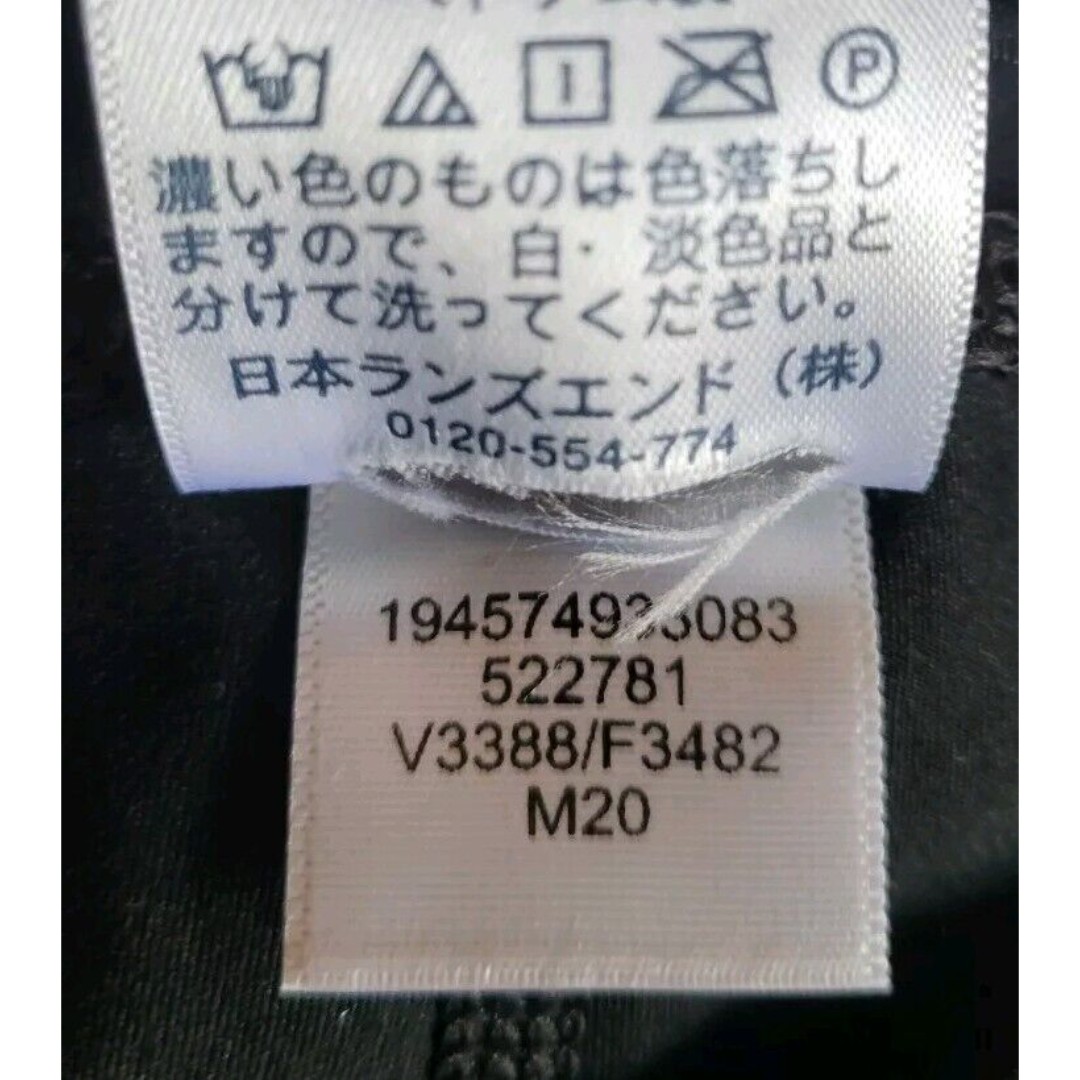 P
濃い色のものは色落ちし
ますので、白・淡色品と
分けて洗ってください。
日本ランズエンド（株）
0120-554-774
522781
V3388/F3482
M20